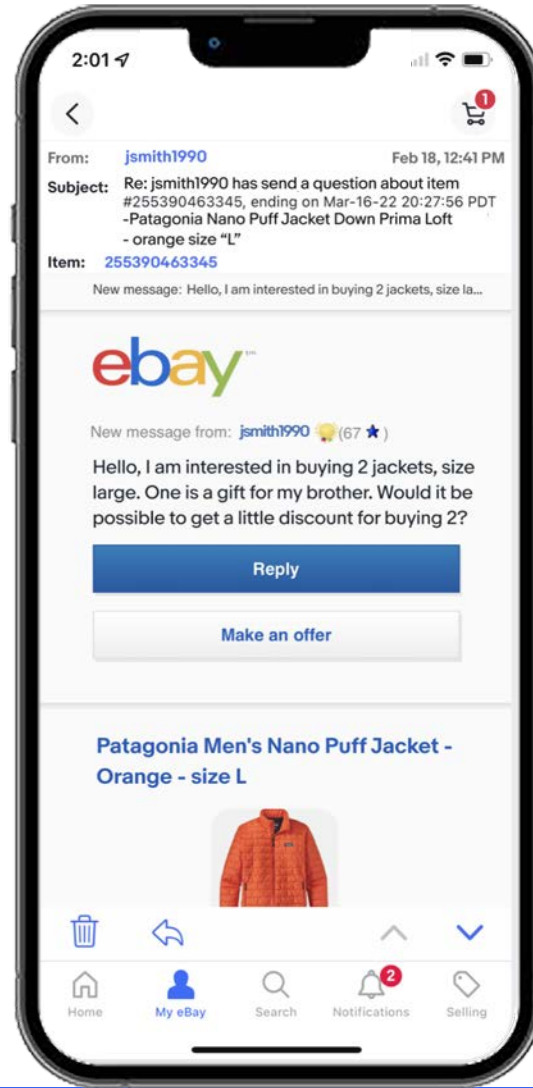 2:01
1
From: jsmith1990 Feb 18, 12:41 PM
Subject: Re: jsmith1990 has send a question about item
#255390463345, ending on Mar-16-22 20:27:56 PDT
-Patagonia Nano Puff Jacket Down Prima Loft
- orange size “L”
Item: 255390463345
New message: Hello, I am interested in buying 2 jackets, size la...
ebay
New message from: jsmith1990 (67 ★)
Hello, I am interested in buying 2 jackets, size
large. One is a gift for my brother. Would it be
possible to get a little discount for buying 2?
Reply
Make an offer
Patagonia Men's Nano Puff Jacket -
Orange - size L
2
Home My eBay Search Notifications Selling